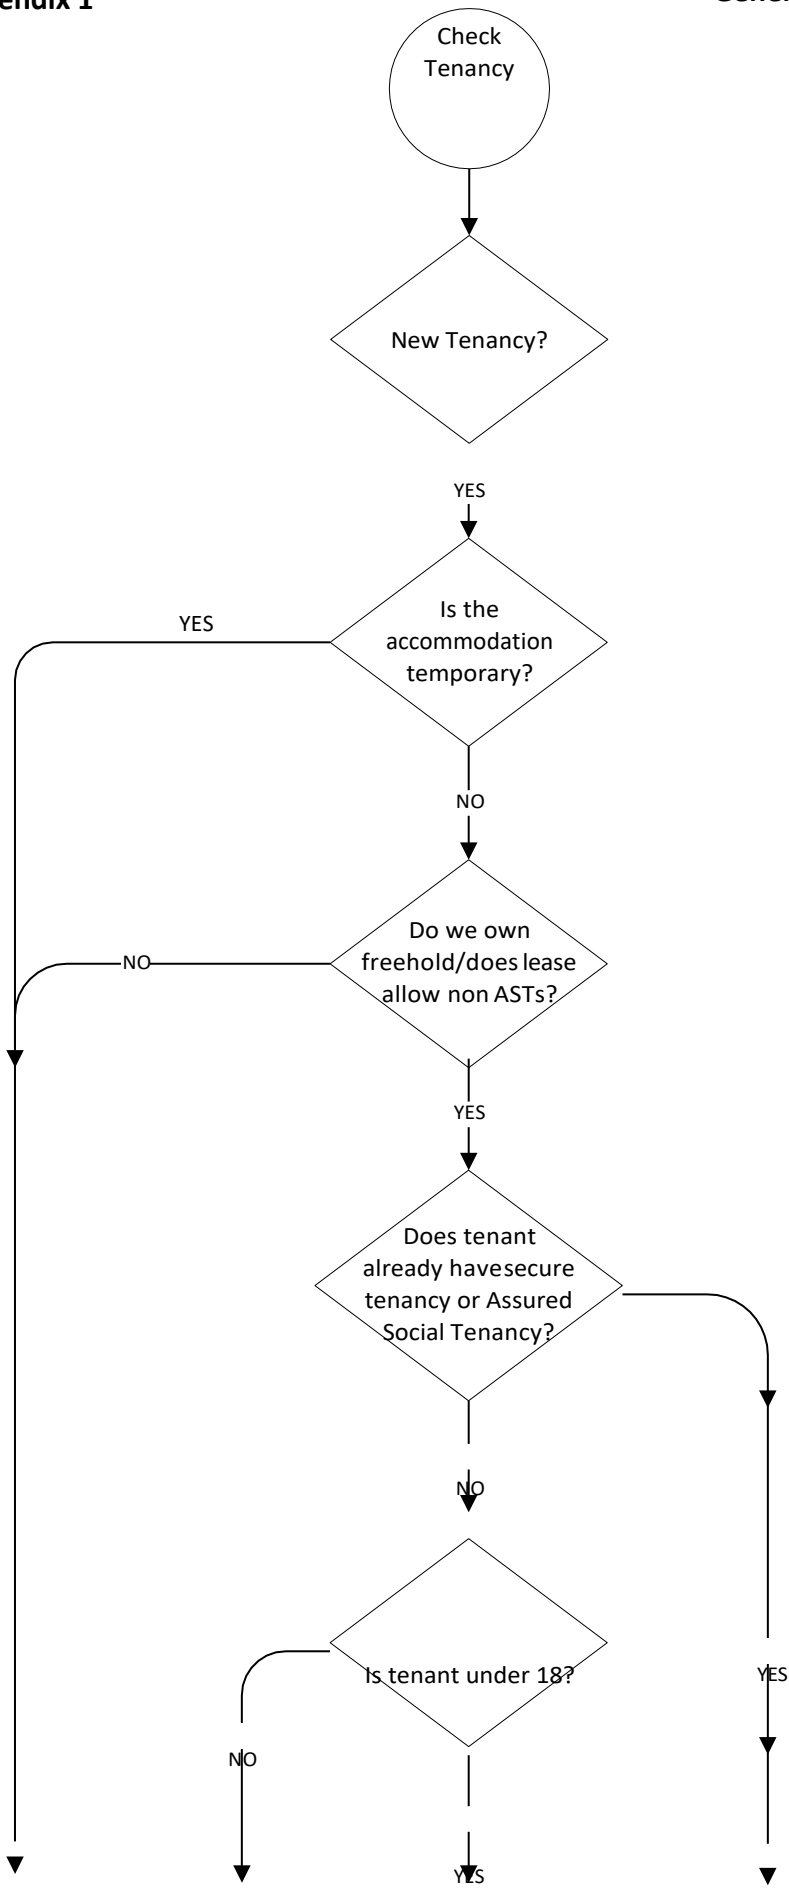 endix 1
Gener
Check
Tenancy
New Tenancy?
YES
Is the
accommodation
temporary?
YES
NO
Do we own
freehold/does lease
allow non ASTs?
NO
YES
Does tenant
already have secure
tenancy or Assured
Social Tenancy?
NO
Is tenant under 18?
YES
NO
YES